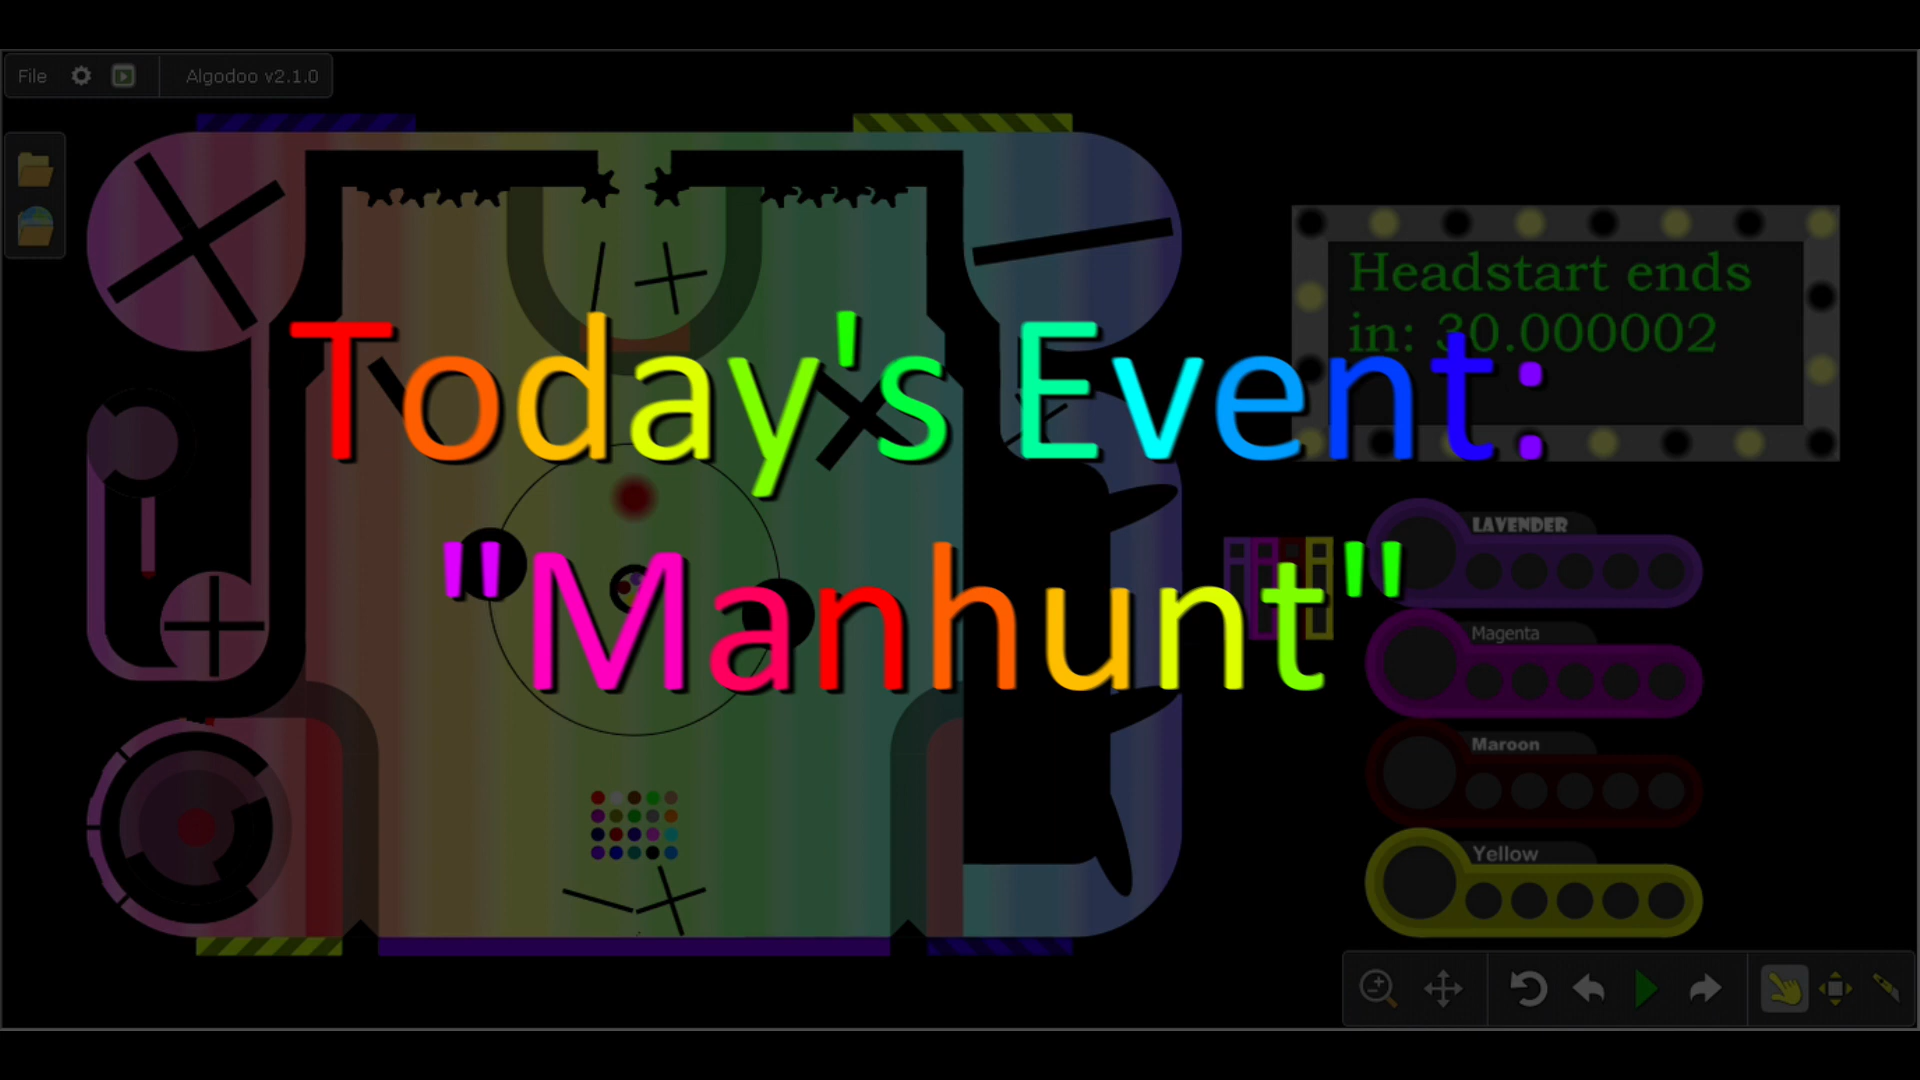 File Algodoo v2.1.0
Headstart ends
in: 30.000002
Today's Event:
"Manhunt"
LAVENDER
Magenta
Maroon
Yellow